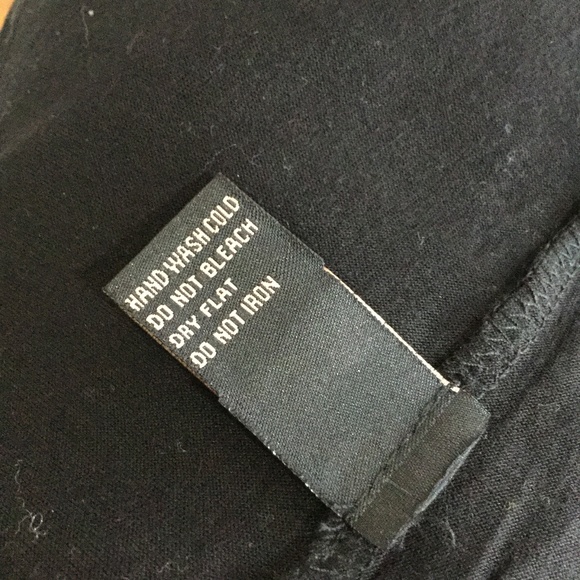 HAND WASH COLD
DO NOT BLEACH
DRY FLAT
DO NOT IRON